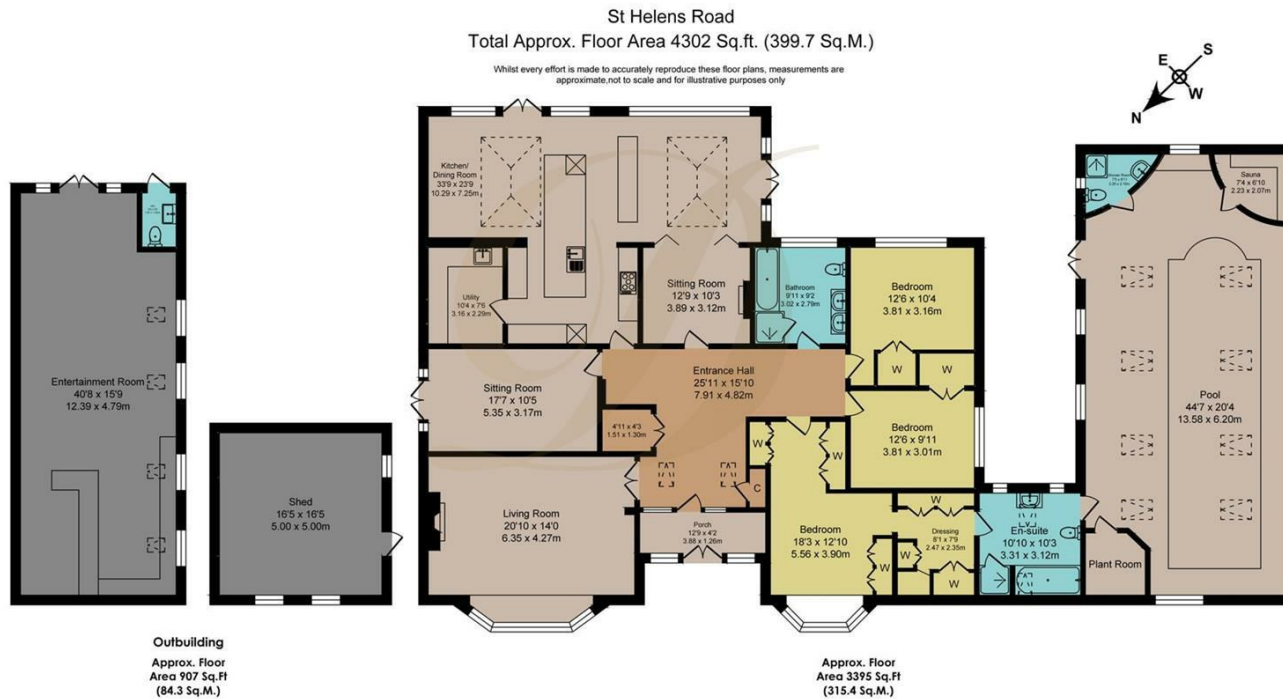 St Helens Road
Total Approx. Floor Area 4302 Sq.ft. (399.7 Sq.M.)
Whilst every effort is made to accurately reproduce these floor plans, measurements are
approximate,not to scale and for illustrative purposes only
S
E
W
N
Kitchen/
Dining Room
33'9 x 23'9
10.29 x 7.25m
Sauna
7'4 x 6'10
2.23 x 2.07m
Utility
10'4 x 7'6
3.16 x 2.29m
Sitting Room
12'9 x 10'3
3.89 x 3.12m
Bathroom
9'11 x 9'2
3.02 x 2.79m
Bedroom
12'6 x 10'4
3.81 x 3.16m
W
W
Entertainment Room
40'8 x 15'9
12.39 x 4.79m
Sitting Room
17'7 x 10'5
5.35 x 3.17m
Entrance Hall
25'11 x 15'10
7.91 x 4.82m
4'11 x 4'3
1.51 x 1.30m
Bedroom
12'6 x 9'11
3.81 x 3.01m
Pool
44'7 x 20'4
13.58 x 6.20m
W
W
C
Shed
16'5 x 16'5
5.00 x 5.00m
Living Room
20'10 x 14'0
6.35 x 4.27m
Porch
12'9 x 4'2
3.88 x 1.26m
Bedroom
18'3 x 12'10
5.56 x 3.90m
W
W
Dressing
8'1 x 7'9
2.47 x 2.35m
W
W
En-suite
10'10 x 10'3
3.31 x 3.12m
Plant Room
Outbuilding
Approx. Floor
Area 907 Sq.Ft
(84.3 Sq.M.)
Approx. Floor
Area 3395 Sq.Ft
(315.4 Sq.M.)